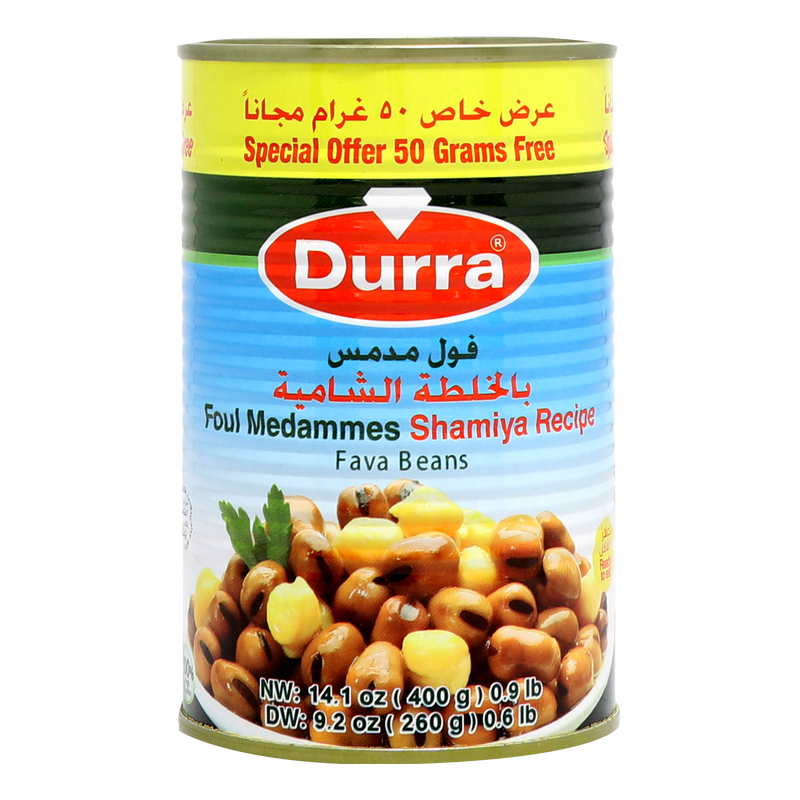 عرض خاص ٥٠ غرام مجاناً
Special Offer 50 Grams Free
Durra®
فول مدمس
بالخلطة الشامية
Foul Medammes Shamiya Recipe
Fava Beans
NW: 14.1 oz ( 400 g ) 0.9 lb
DW: 9.2 oz ( 260 g ) 0.6 lb